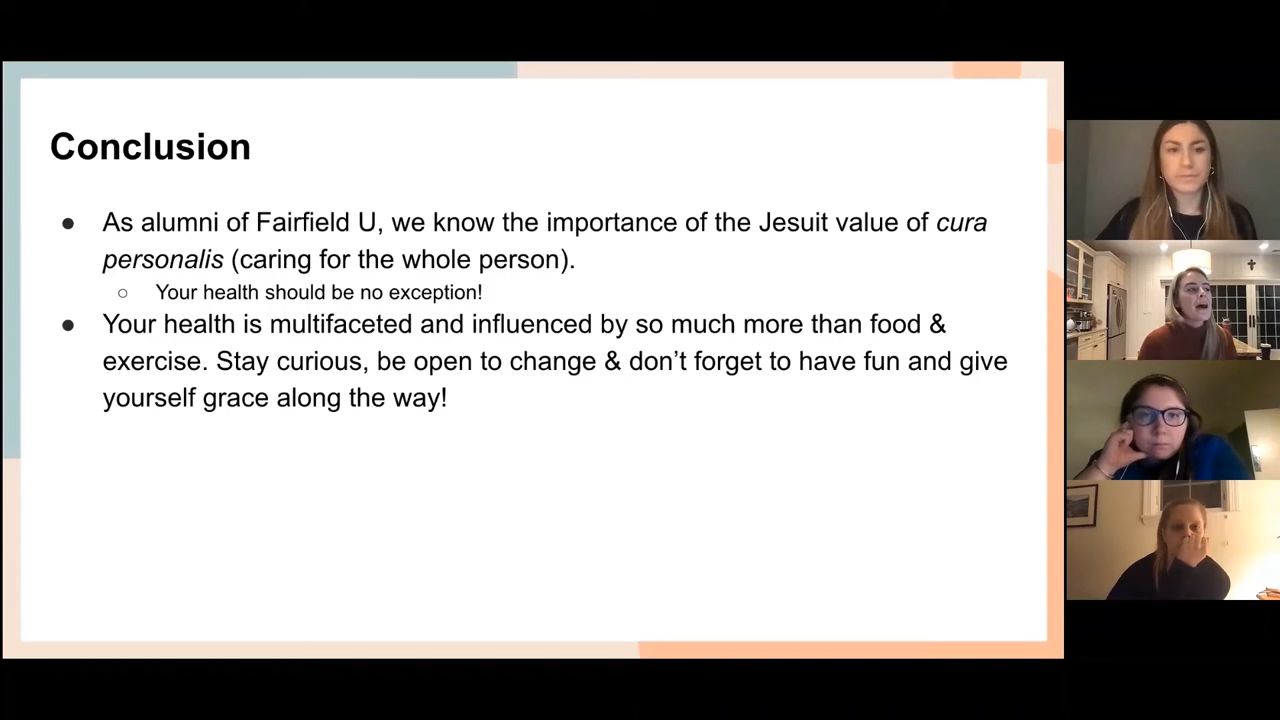 Conclusion
● As alumni of Fairfield U, we know the importance of the Jesuit value of cura
personalis (caring for the whole person).
○ Your health should be no exception!
● Your health is multifaceted and influenced by so much more than food &
exercise. Stay curious, be open to change & don’t forget to have fun and give
yourself grace along the way!